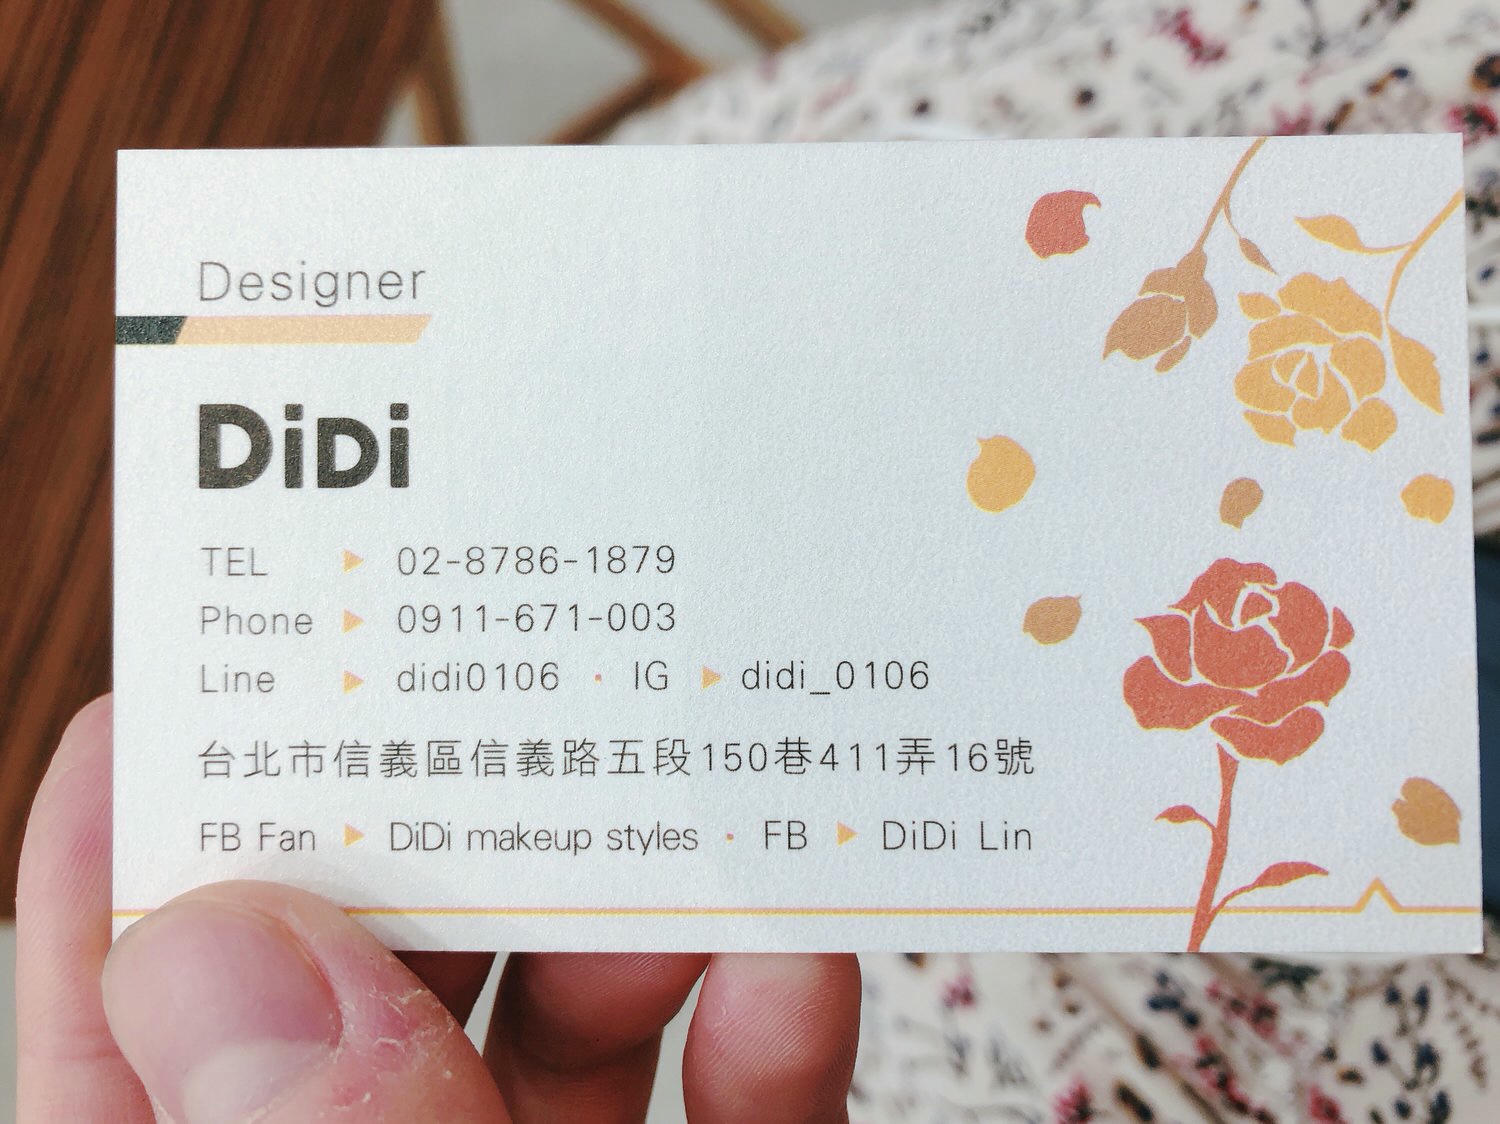 Designer
DiDi
TEL ▶ 02-8786-1879
Phone ▶ 0911-671-003
Line ▶ didi0106 · IG ▶ didi_0106
台北市信義區信義路五段150巷411弄16號
FB Fan ▶ DiDi makeup styles · FB ▶ DiDi Lin